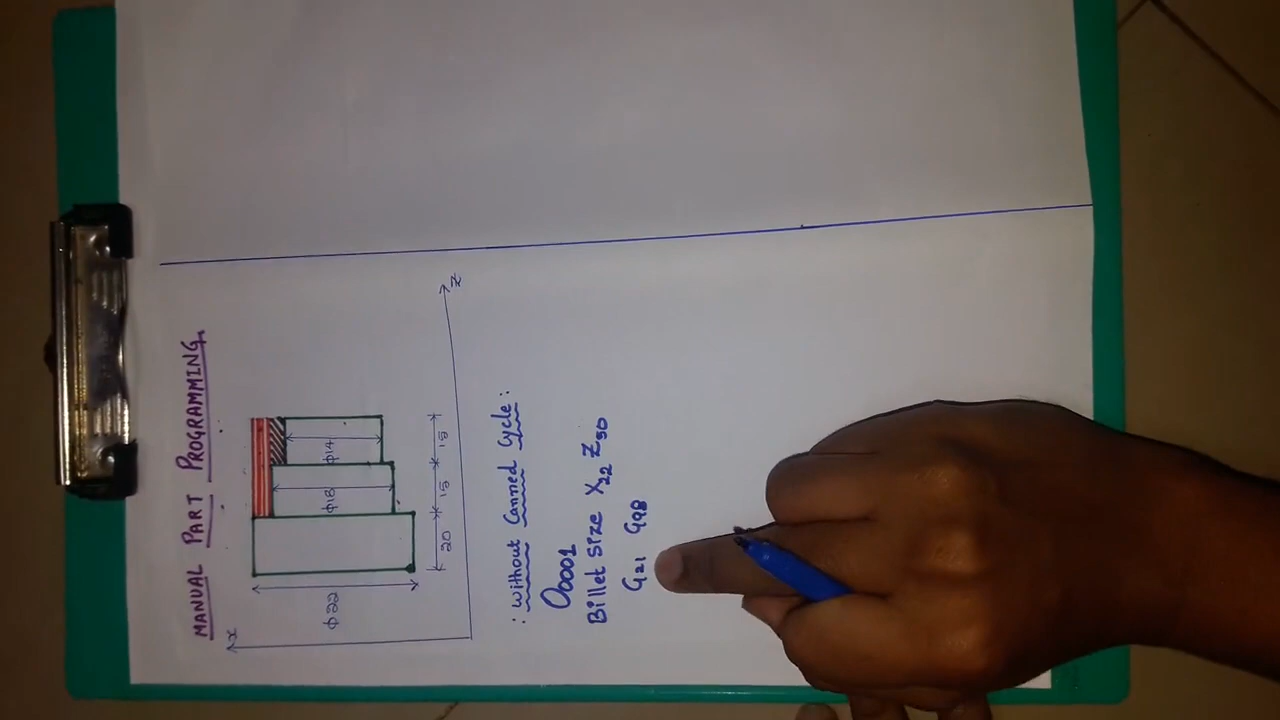 MANUAL PART PROGRAMMING
x
φ22
φ18
φ14
20
15
15
Z
: Without Canned Cycle :
O0001
Billet size X22 Z50
G21 G98